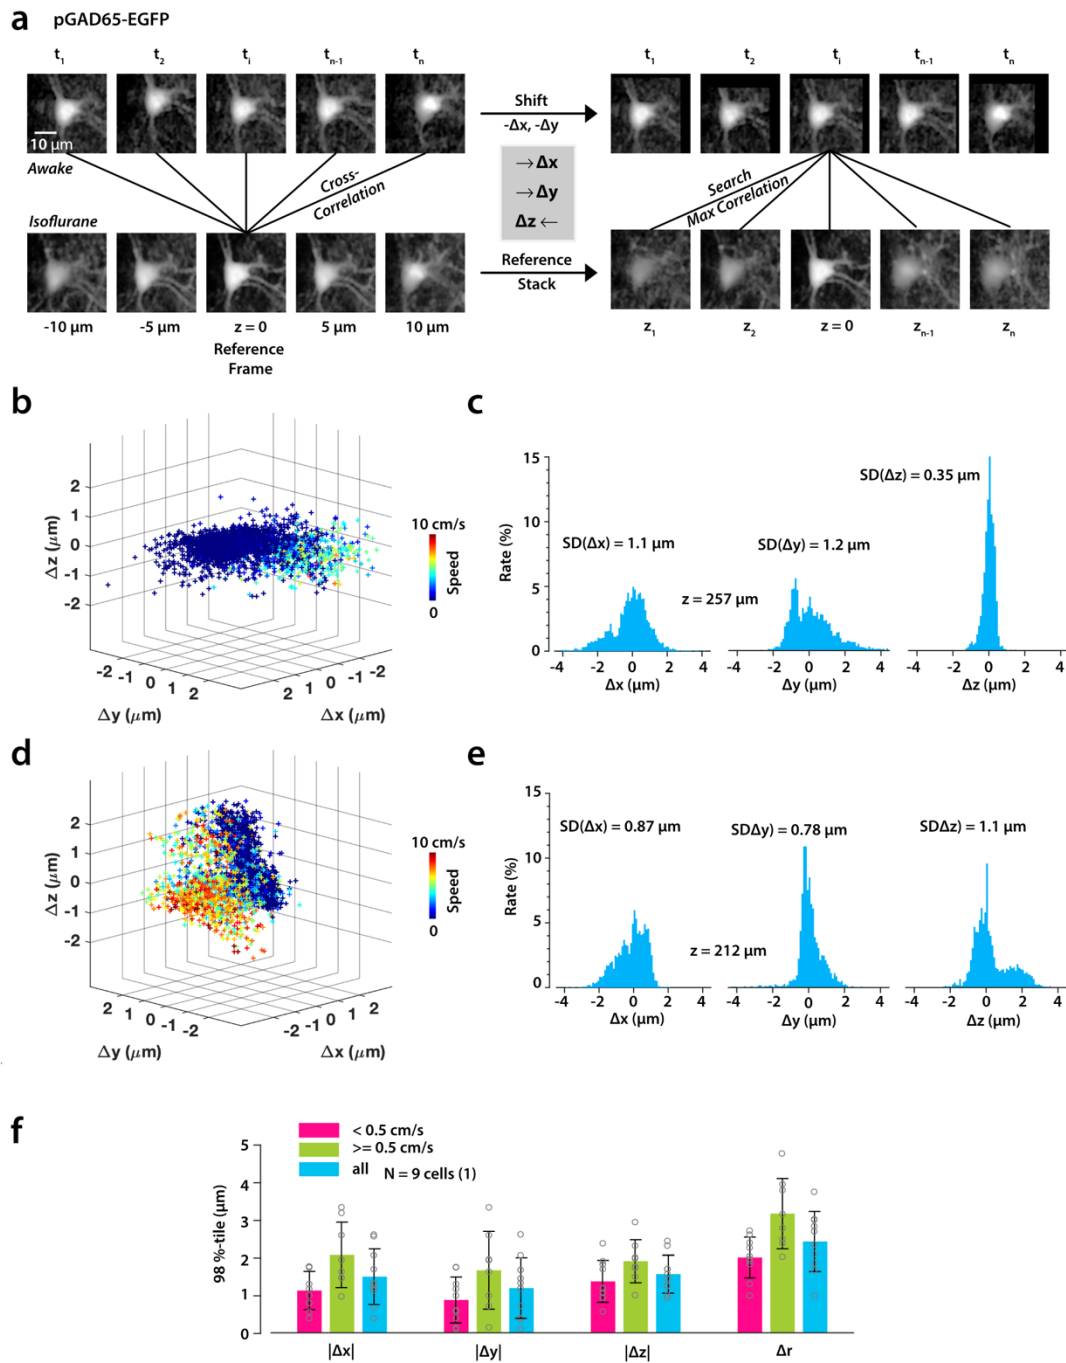 a pGAD65-EGFP
t1 t2 ti tn-1 tn
t1 t2 ti tn-1 tn
10 µm
Awake
Cross-
Correlation
Shift
-Δx, -Δy
→ Δx
→ Δy
Δz ←
Search
Max Correlation
Isoflurane
Reference
Stack
-10 µm -5 µm z = 0 5 µm 10 µm
Reference
Frame
z1 z2 z = 0 zn-1 zn
b
Δz (µm)
2
0
-1
-2
-2 -1 0 1 2
2 1 0 -1 -2
Δy (µm) Δx (µm)
10 cm/s
Speed
0
c
Rate (%)
15
10
5
0
SD(Δx) = 1.1 µm
SD(Δy) = 1.2 µm
SD(Δz) = 0.35 µm
z = 257 µm
-4 -2 0 2 4
-4 -2 0 2 4
-2 0 2 4
Δx (µm) Δy (µm) Δz (µm)
d
Δz (µm)
2
0
-1
-2
2 1 0 -1 -2
-2 -1 0 1 2
Δy (µm) Δx (µm)
10 cm/s
Speed
0
e
Rate (%)
15
10
5
0
SD(Δx) = 0.87 µm
SDΔy) = 0.78 µm
SDΔz) = 1.1 µm
z = 212 µm
-4 -2 0 2 4
-4 -2 0 2 4
-4 -2 0 2 4
Δx (µm) Δy (µm) Δz (µm)
f
< 0.5 cm/s
>= 0.5 cm/s
all N = 9 cells (1)
98 %-tile (µm)
5
4
3
2
1
0
|Δx| |Δy| |Δz| Δr